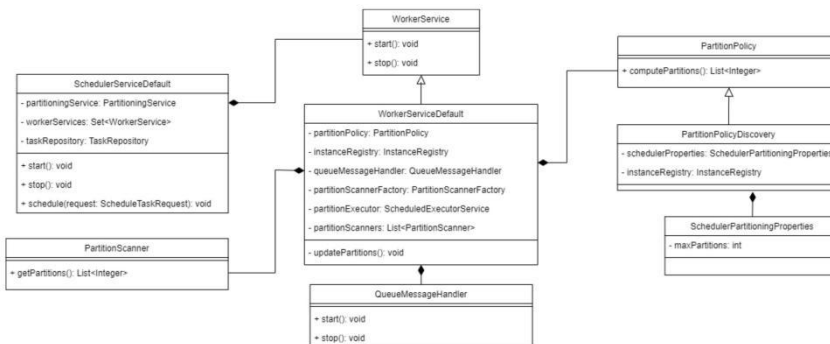 WorkerService
+ start(): void
+ stop(): void
SchedulerServiceDefault
- partitioningService: PartitioningService
- workerServices: Set<WorkerService>
- taskRepository: TaskRepository
+ start(): void
+ stop(): void
+ schedule(request: ScheduleTaskRequest): void
PartitionScanner
+ getPartitions(): List<Integer>
WorkerServiceDefault
- partitionPolicy: PartitionPolicy
- instanceRegistry: InstanceRegistry
- queueMessageHandler: QueueMessageHandler
- partitionScannerFactory: PartitionScannerFactory
- partitionExecutor: ScheduledExecutorService
- partitionScanners: List<PartitionScanner>
- updatePartitions(): void
QueueMessageHandler
+ start(): void
+ stop(): void
PartitionPolicy
+ computePartitions(): List<Integer>
PartitionPolicyDiscovery
- schedulerProperties: SchedulerPartitioningProperties
- instanceRegistry: InstanceRegistry
SchedulerPartitioningProperties
- maxPartitions: int